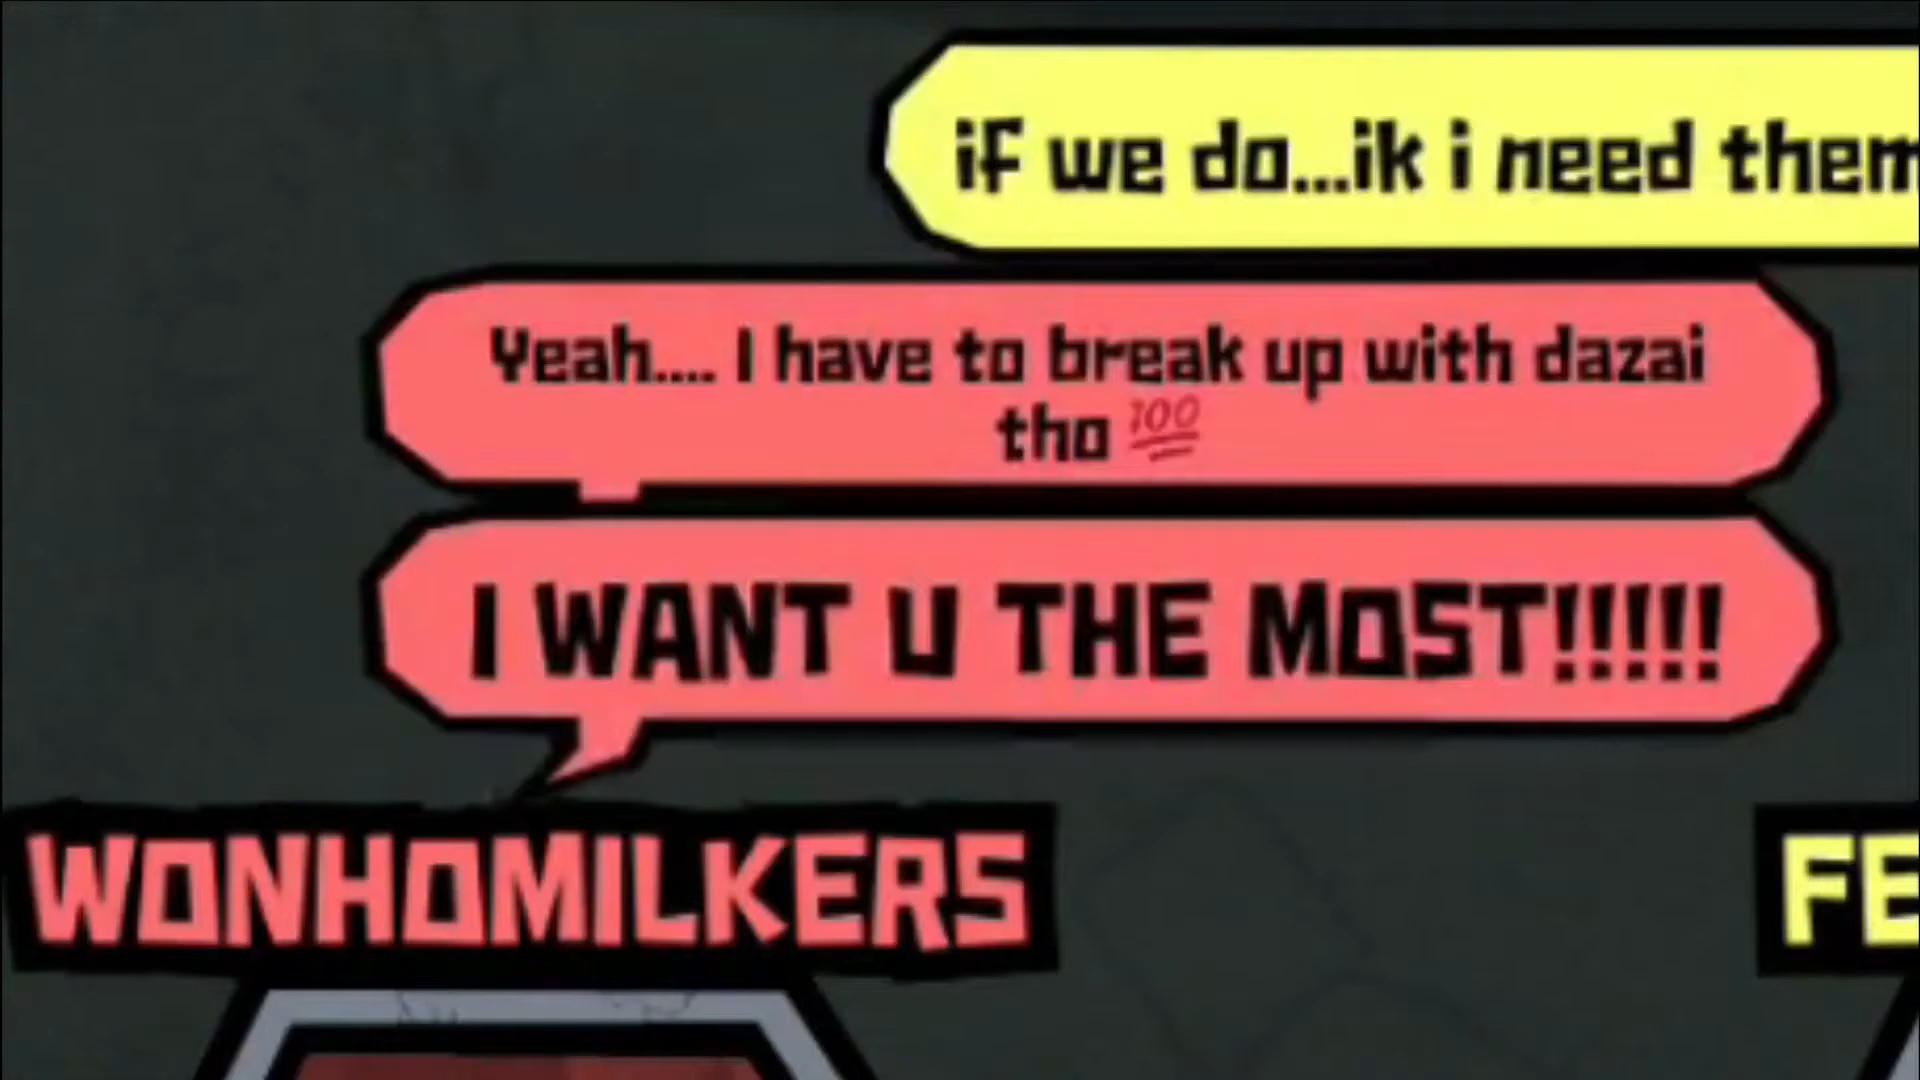 if we do...ik i need them
Yeah.... I have to break up with dazai
tho 💯
I WANT U THE MOST!!!!!
WONHOMILKERS
FE